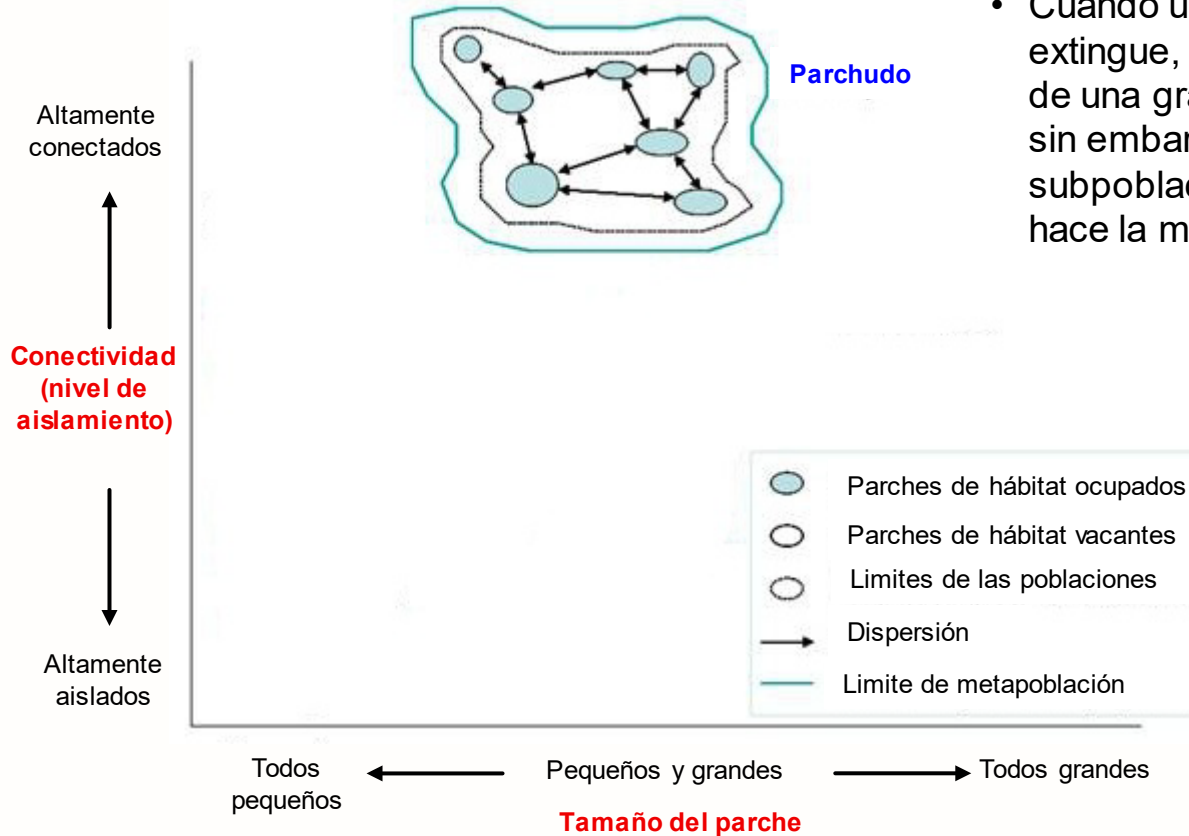 • Cuando u
extingue,
de una gra
sin embar
subpoblac
hace la m
Parchudo
Altamente
conectados
Conectividad
(nivel de
aislamiento)
Altamente
aislados
Parches de hábitat ocupados
Parches de hábitat vacantes
Limites de las poblaciones
Dispersión
Limite de metapoblación
Todos
pequeños
Pequeños y grandes
Todos grandes
Tamaño del parche